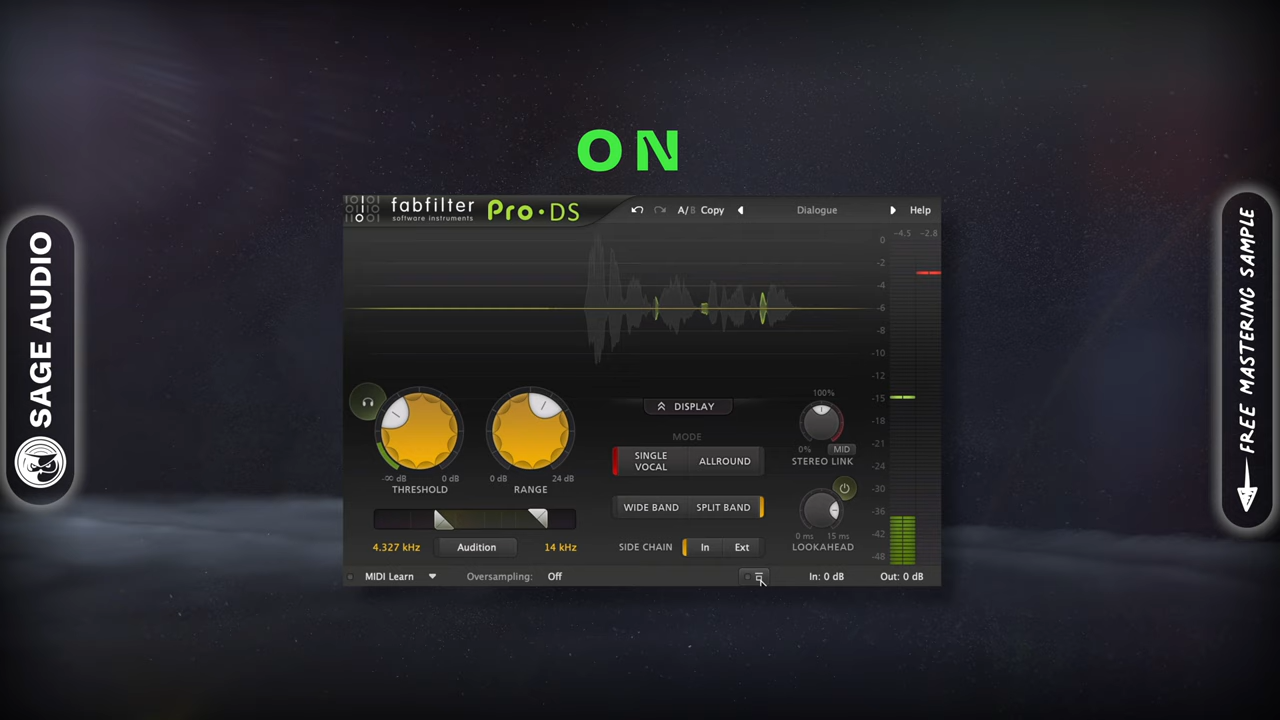 ON
SAGE AUDIO
FREE MASTERING SAMPLE
fabfilter
software instruments
Pro·DS
A/B Copy
Dialogue
Help
-4.5 -2.8
0
-2
-4
-6
-8
-10
-12
-15
-18
-21
-24
-30
-36
-42
-48
-∞ dB 0 dB
THRESHOLD
0 dB 24 dB
RANGE
DISPLAY
MODE
SINGLE VOCAL
ALLROUND
WIDE BAND
SPLIT BAND
SIDE CHAIN In Ext
100%
0% MID
STEREO LINK
0 ms 15 ms
LOOKAHEAD
4.327 kHz Audition 14 kHz
MIDI Learn
Oversampling: Off
In: 0 dB
Out: 0 dB